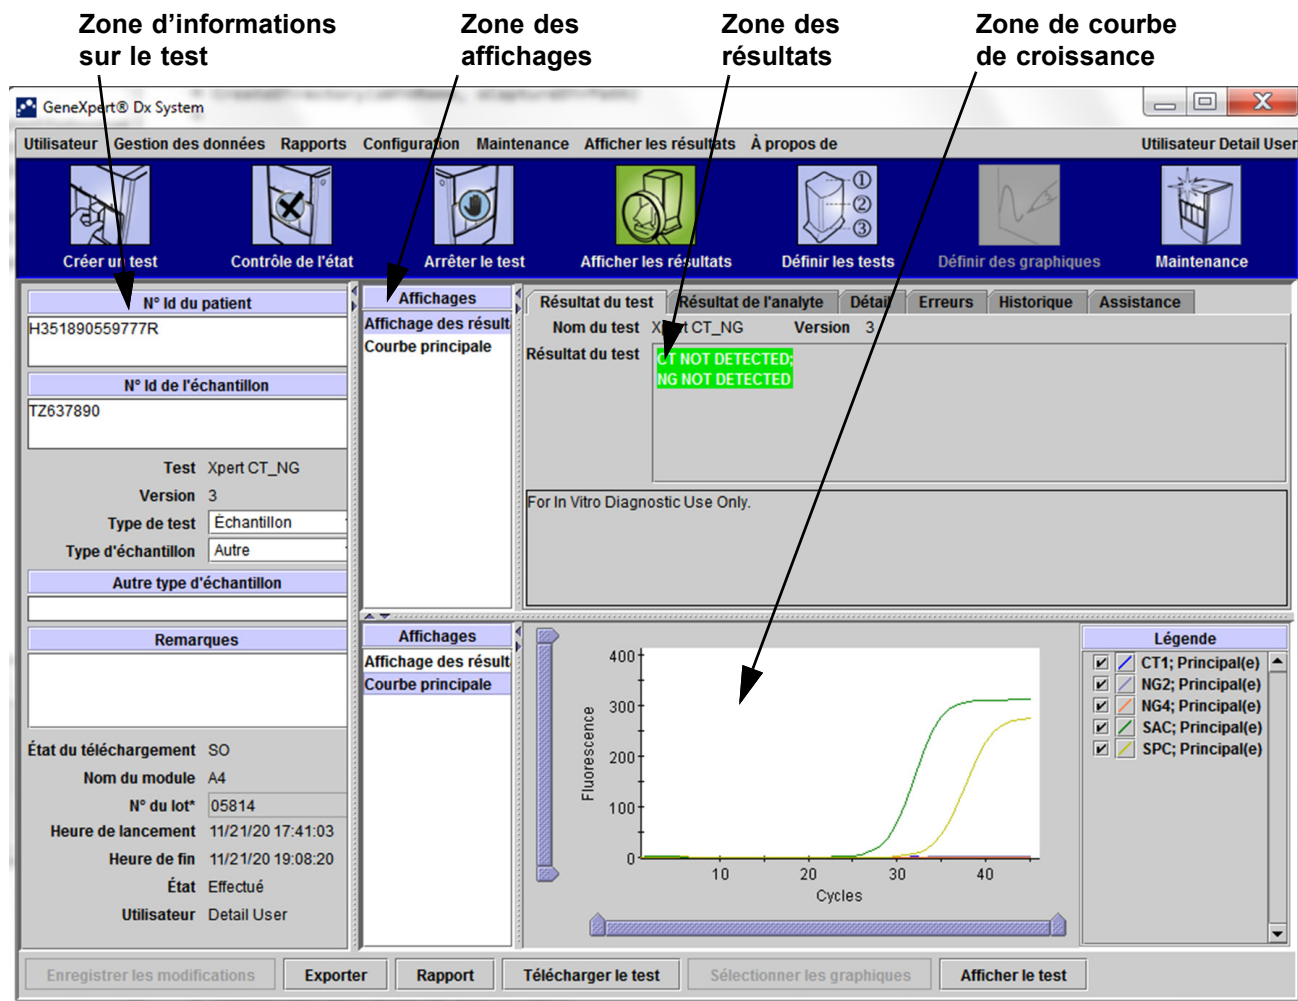 Zone d'informations
sur le test
Zone des
affichages
Zone des
résultats
Zone de courbe
de croissance
GeneXpert® Dx System
Utilisateur Gestion des données Rapports Configuration Maintenance Afficher les résultats À propos de Utilisateur Detail User
Créer un test Contrôle de l'état Arrêter le test Afficher les résultats Définir les tests Définir des graphiques Maintenance
N° Id du patient
H351890559777R
N° Id de l'échantillon
TZ637890
Test Xpert CT_NG
Version 3
Type de test Échantillon
Type d'échantillon Autre
Autre type d'échantillon
Remarques
État du téléchargement SO
Nom du module A4
N° du lot* 05814
Heure de lancement 11/21/20 17:41:03
Heure de fin 11/21/20 19:08:20
État Effectué
Utilisateur Detail User
Affichages
Affichage des résult
Courbe principale
Résultat du test Résultat de l'analyte Détail Erreurs Historique Assistance
Nom du test Xpert CT_NG Version 3
Résultat du test
CT NOT DETECTED;
NG NOT DETECTED
For In Vitro Diagnostic Use Only.
Affichages
Affichage des résult
Courbe principale
400
300
200
100
0
Fluorescence
10 20 30 40
Cycles
Légende
CT1; Principal(e)
NG2; Principal(e)
NG4; Principal(e)
SAC; Principal(e)
SPC; Principal(e)
Enregistrer les modifications Exporter Rapport Télécharger le test Sélectionner les graphiques Afficher le test